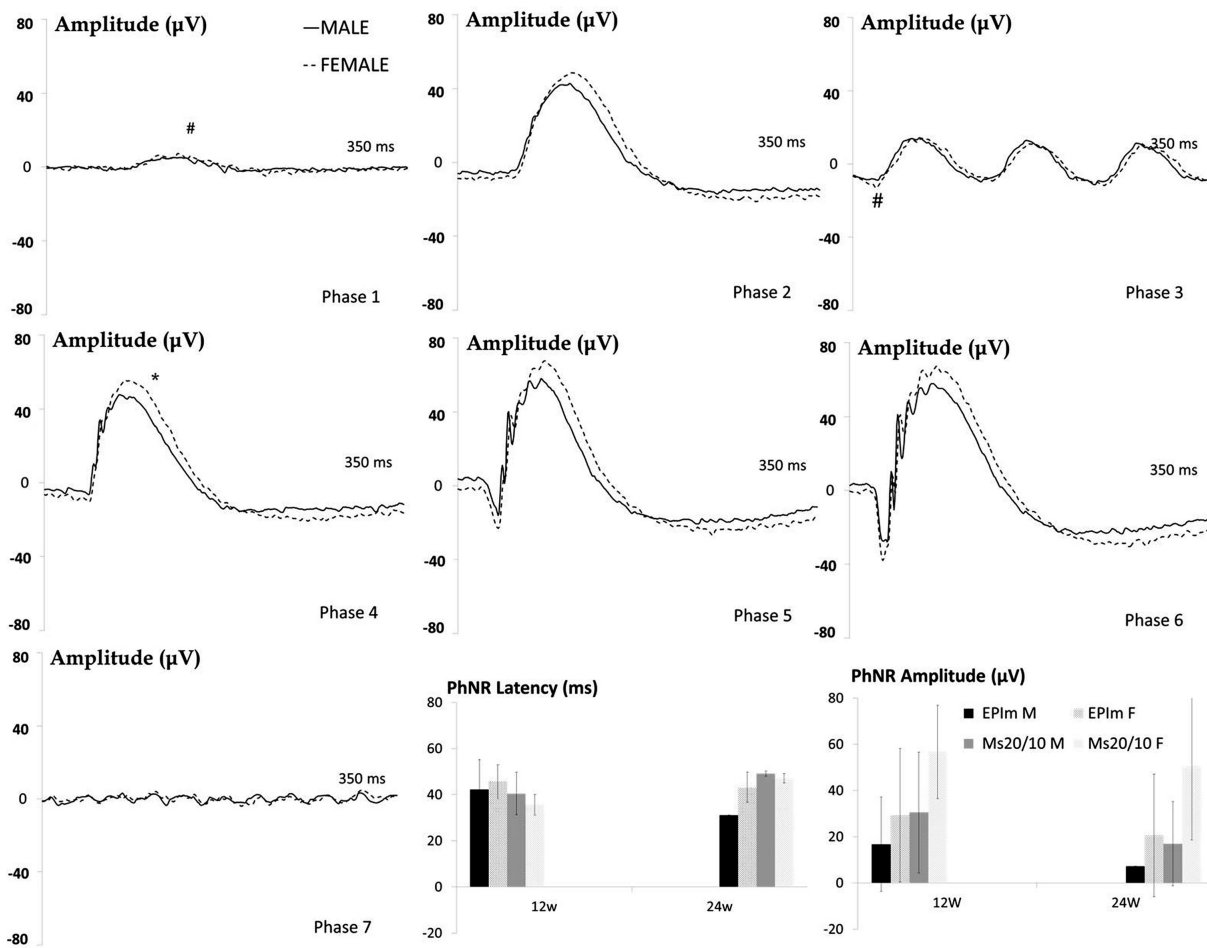 Amplitude (µV)
80
40
0
-40
-80
MALE
FEMALE
#
350 ms
Phase 1
Amplitude (µV)
80
40
0
-40
-80
350 ms
Phase 2
Amplitude (µV)
80
40
0
-40
-80
350 ms
#
Phase 3
Amplitude (µV)
80
40
0
-40
-80
*
350 ms
Phase 4
Amplitude (µV)
80
40
0
-40
-80
350 ms
Phase 5
Amplitude (µV)
80
40
0
-40
-80
350 ms
Phase 6
Amplitude (µV)
80
40
0
-40
-80
350 ms
Phase 7
PhNR Latency (ms)
80
60
40
20
0
-20
12w
24w
PhNR Amplitude (µV)
80
60
40
20
0
-20
EPIm M
EPIm F
Ms20/10 M
Ms20/10 F
12W
24W